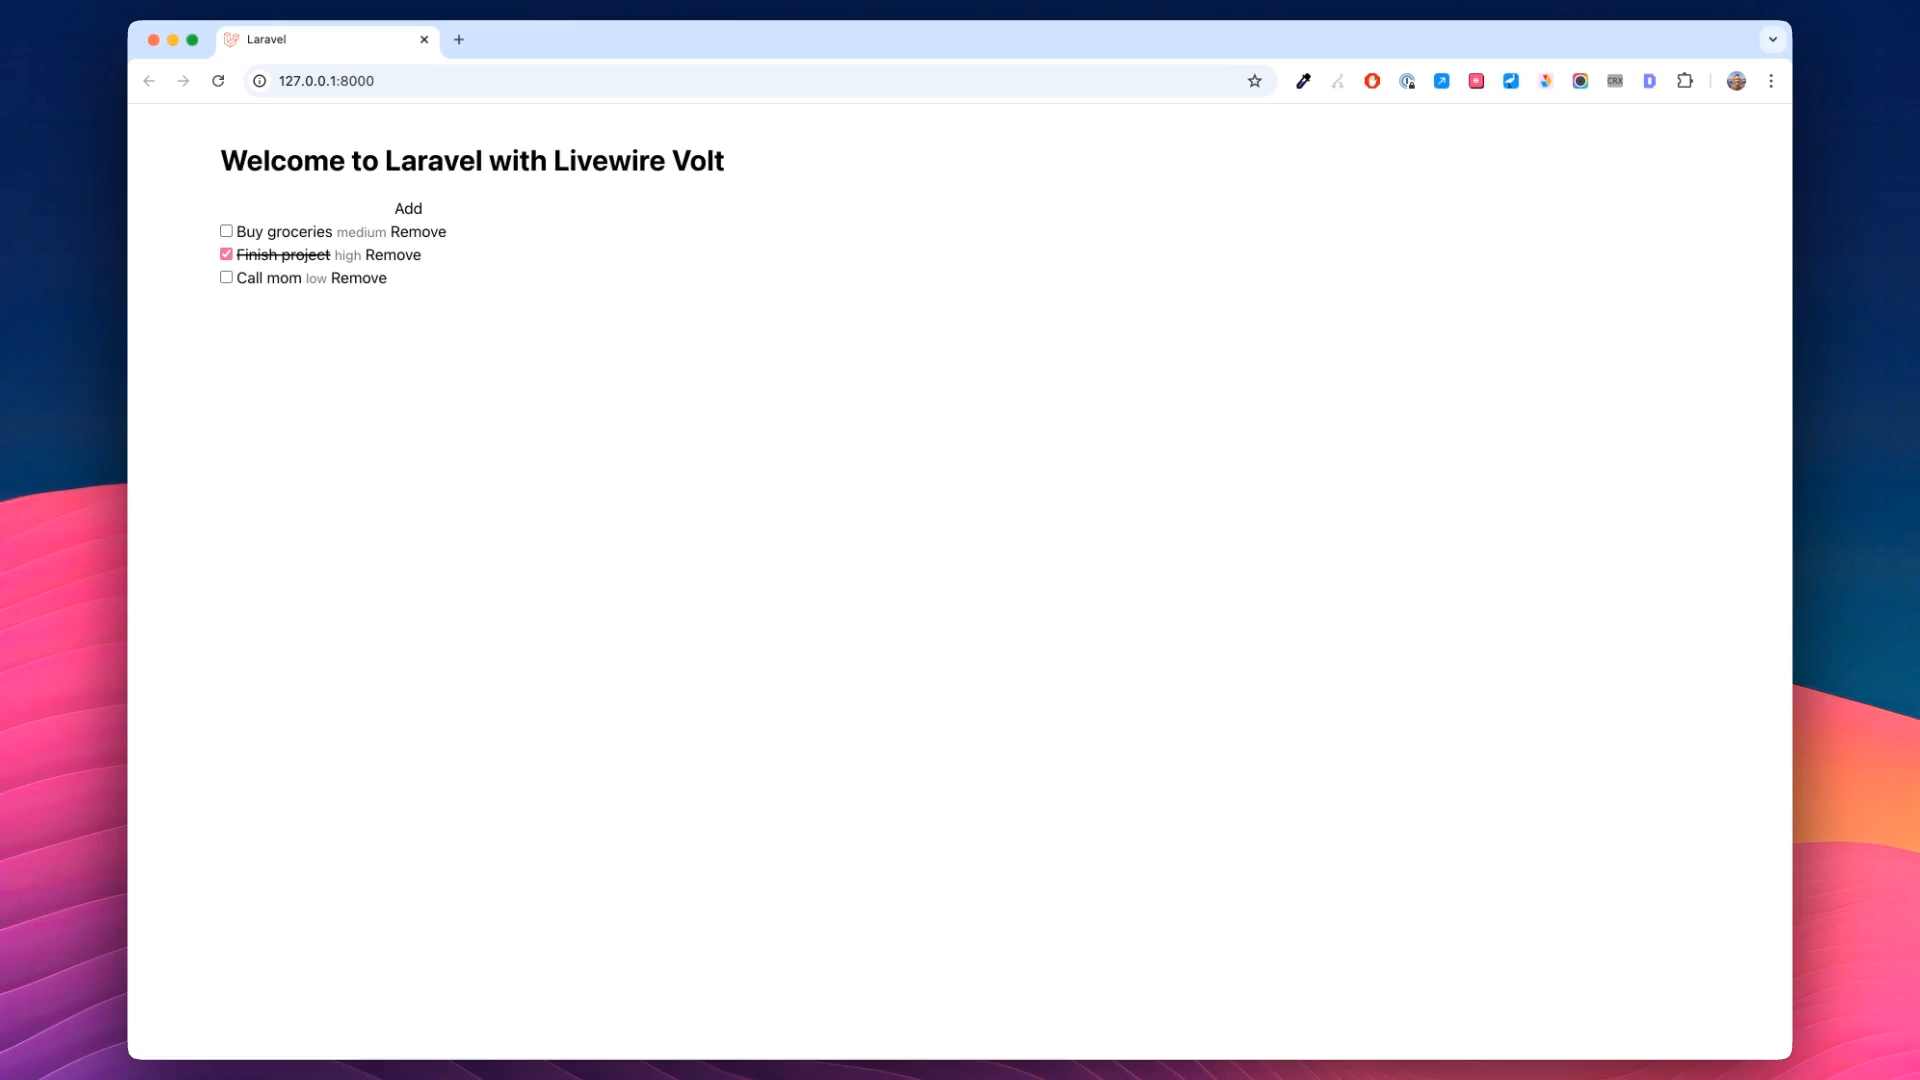 Laravel
127.0.0.1:8000
CRX
Welcome to Laravel with Livewire Volt
Add
Buy groceries medium Remove
Finish project high Remove
Call mom low Remove